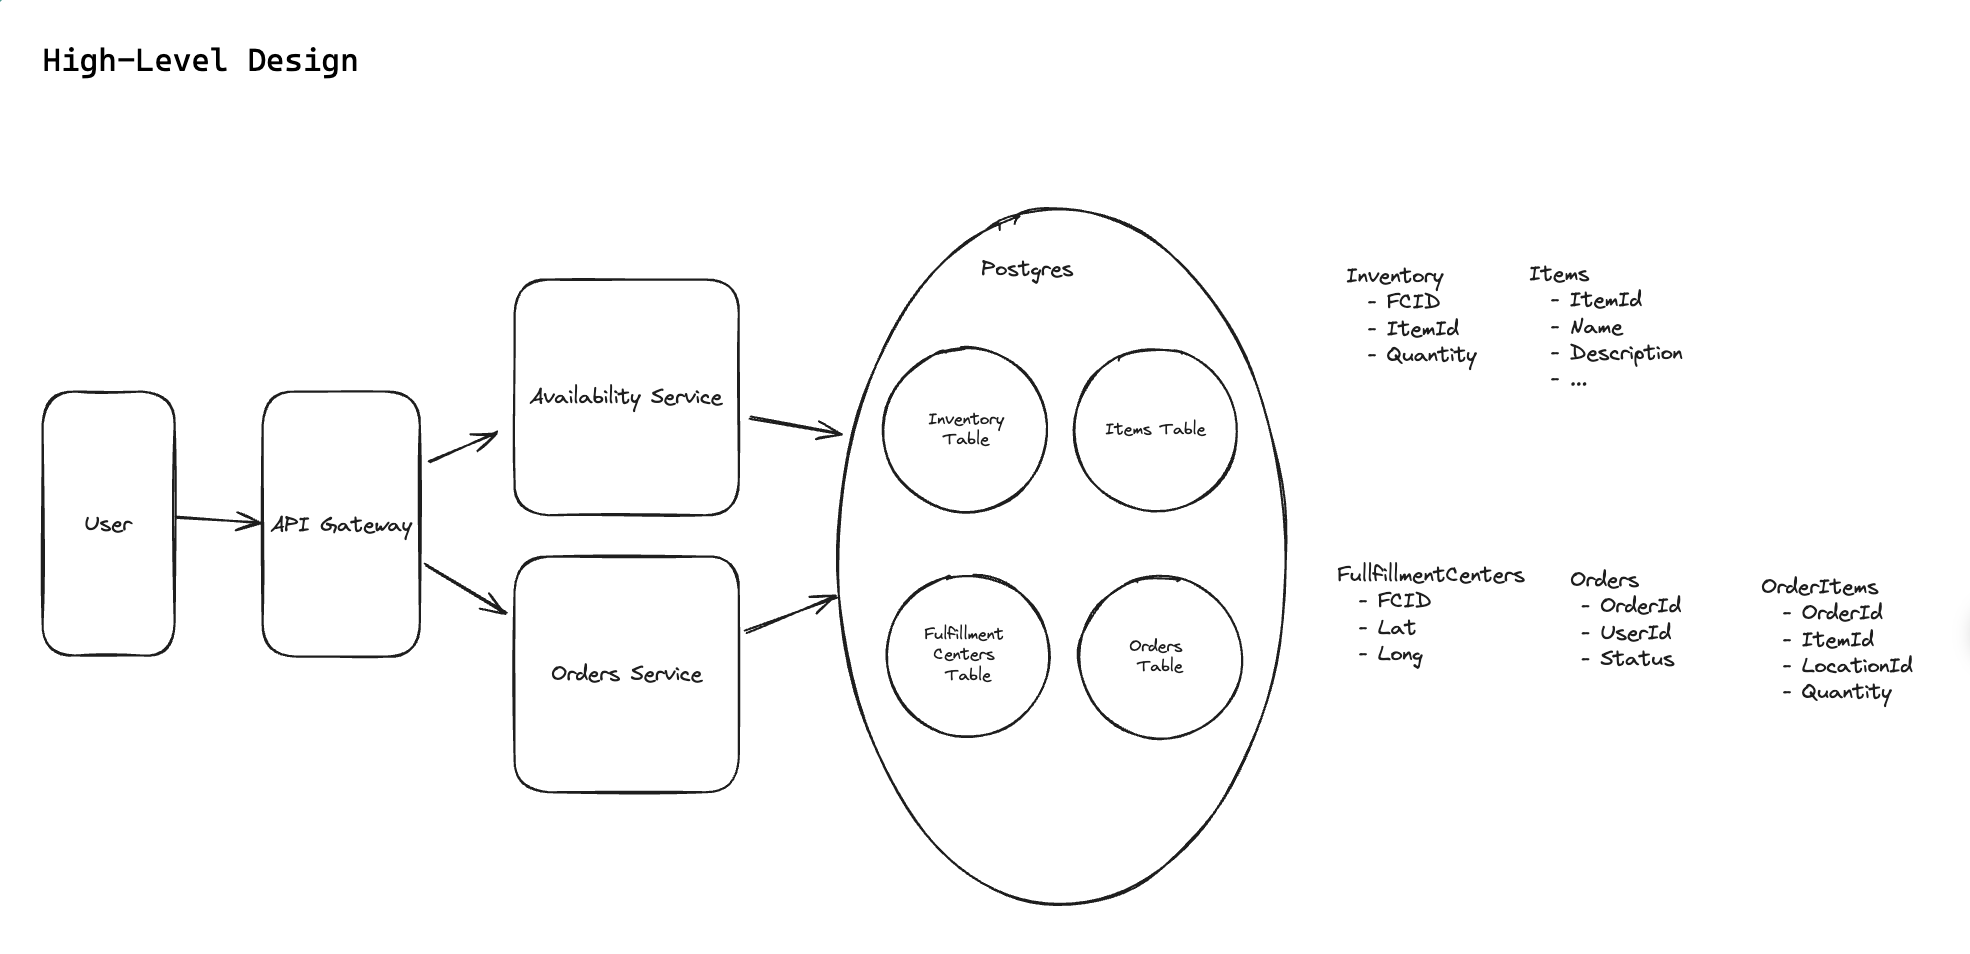 High-Level Design
User
API Gateway
Availability Service
Orders Service
Postgres
Inventory
Table
Items Table
Fulfillment
Centers
Table
Orders
Table
Inventory
- FCID
- ItemId
- Quantity
Items
- ItemId
- Name
- Description
- ...
FullfillmentCenters
- FCID
- Lat
- Long
Orders
- OrderId
- UserId
- Status
OrderItems
- OrderId
- ItemId
- LocationId
- Quantity